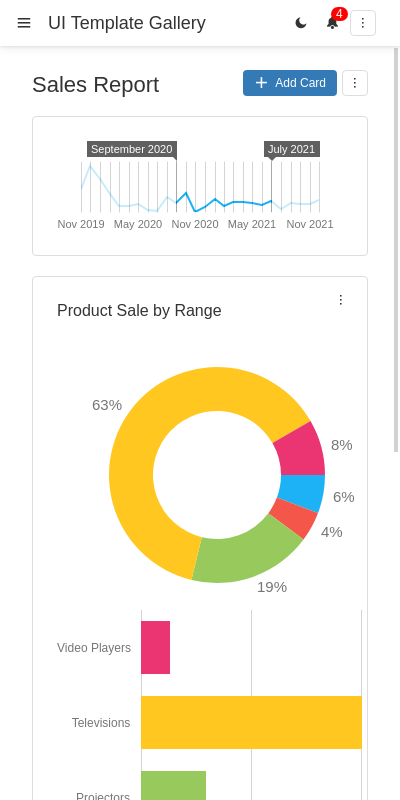 UI Template Gallery
4
Sales Report
Add Card
September 2020
July 2021
Nov 2019
May 2020
Nov 2020
May 2021
Nov 2021
Product Sale by Range
63%
8%
6%
4%
19%
Video Players
Televisions
Projectors